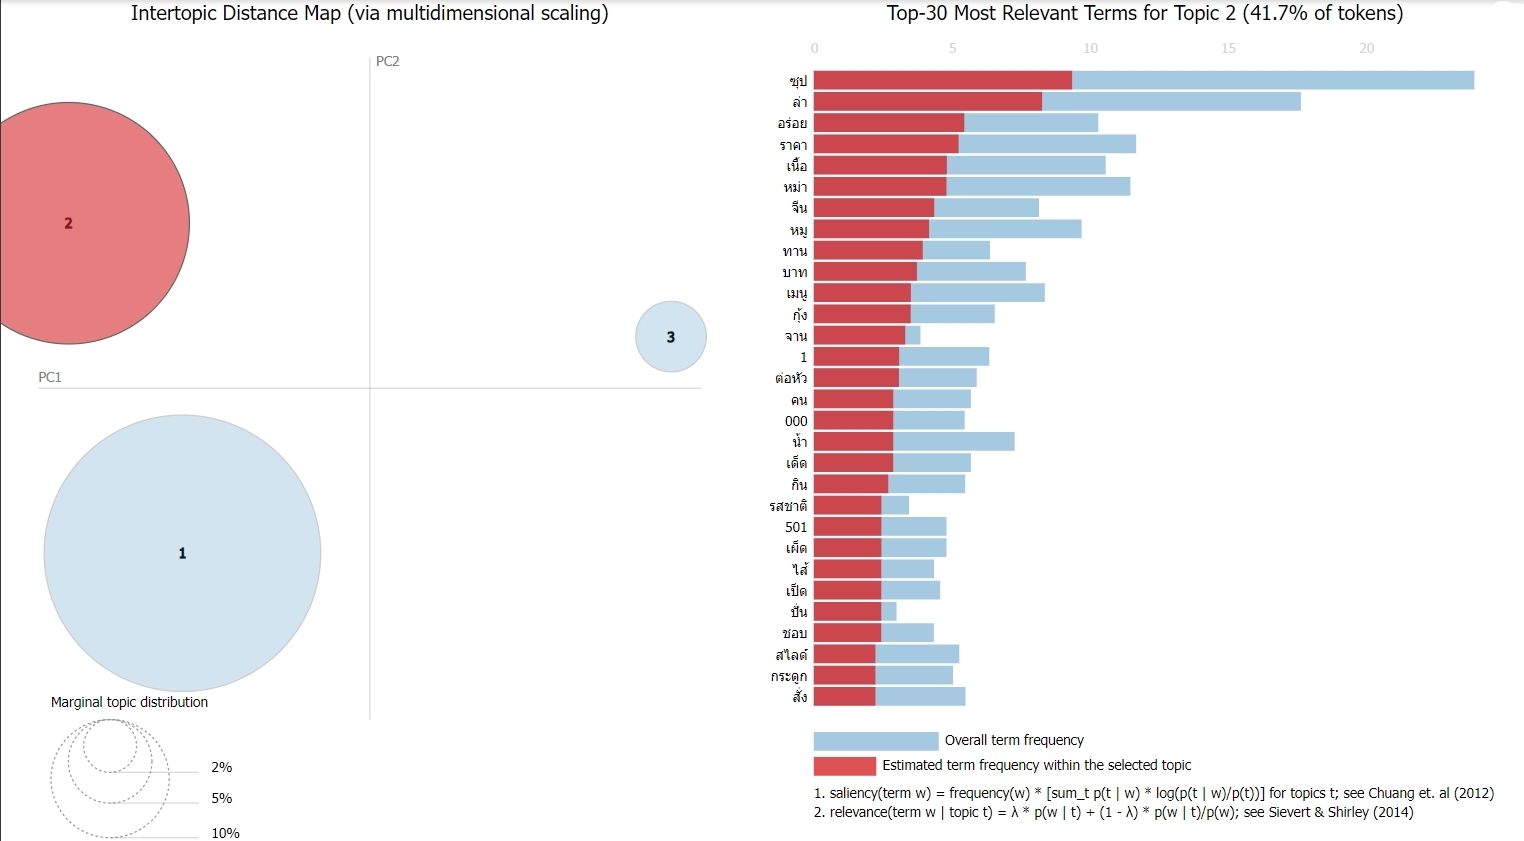 Intertopic Distance Map (via multidimensional scaling)
PC2
PC1
2
3
1
Marginal topic distribution
2%
5%
10%
Top-30 Most Relevant Terms for Topic 2 (41.7% of tokens)
0 5 10 15 20
ซุป
ล่า
อร่อย
ราคา
เนื้อ
หม่า
จีน
หมู
ทาน
บาท
เมนู
กุ้ง
จาน
1
ต่อหัว
คน
000
น้ำ
เด็ด
กิน
รสชาติ
501
เผ็ด
ไส้
เป็ด
ปั่น
ชอบ
สไลด์
กระดูก
สั่ง
Overall term frequency
Estimated term frequency within the selected topic
1. saliency(term w) = frequency(w) * [sum_t p(t | w) * log(p(t | w)/p(t))] for topics t; see Chuang et. al (2012)
2. relevance(term w | topic t) = λ * p(w | t) + (1 - λ) * p(w | t)/p(w); see Sievert & Shirley (2014)